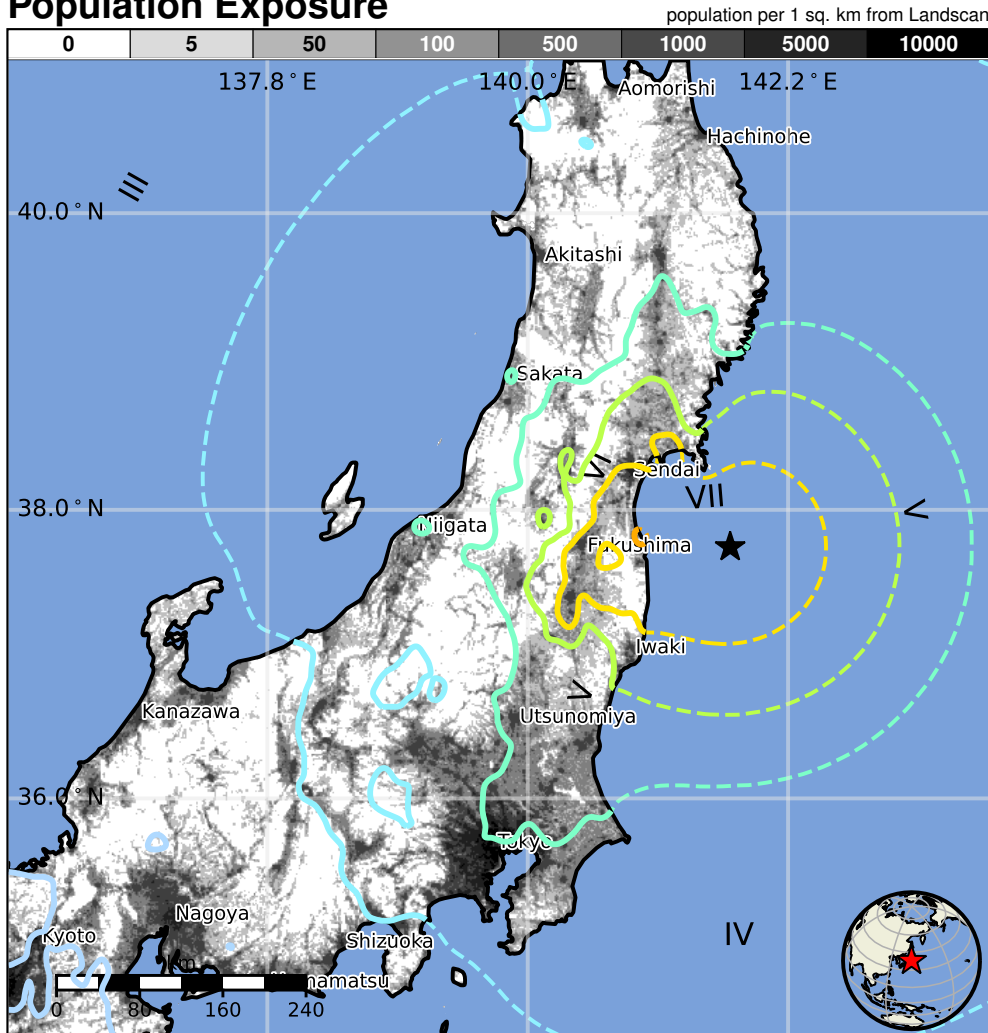 Population Exposure
population per 1 sq. km from Landscan
0 5 50 100 500 1000 5000 10000
137.8°E 140.0°E 142.2°E
Aomorishi
Hachinohe
III
40.0°N
Akitashi
Sakata
VI
Sendai
VII
V
38.0°N
Niigata
Fukushima
Iwaki
V
Kanazawa
Utsunomiya
36.0°N
Tokyo
Nagoya
Kyoto
Shizuoka
IV
km
0 80 160 240